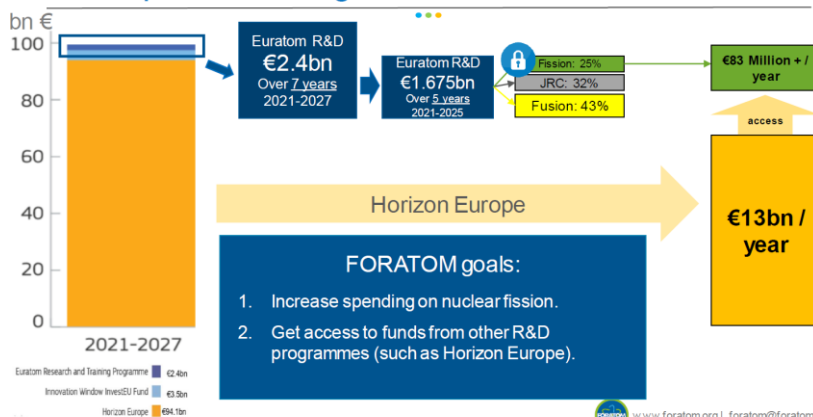 bn €
100
80
60
40
20
0
2021-2027
Euratom Research and Training Programme €2.4bn
Innovation Window InvestEU Fund €3.5bn
Horizon Europe €94.1bn
Euratom R&D
€2.4bn
Over 7 years
2021-2027
Euratom R&D
€1.675bn
Over 5 years
2021-2025
Fission: 25%
JRC: 32%
Fusion: 43%
€83 Million + /
year
access
€13bn /
year
Horizon Europe
FORATOM goals:
1. Increase spending on nuclear fission.
2. Get access to funds from other R&D
programmes (such as Horizon Europe).
FORATOM
www.foratom.org | foratom@foratom